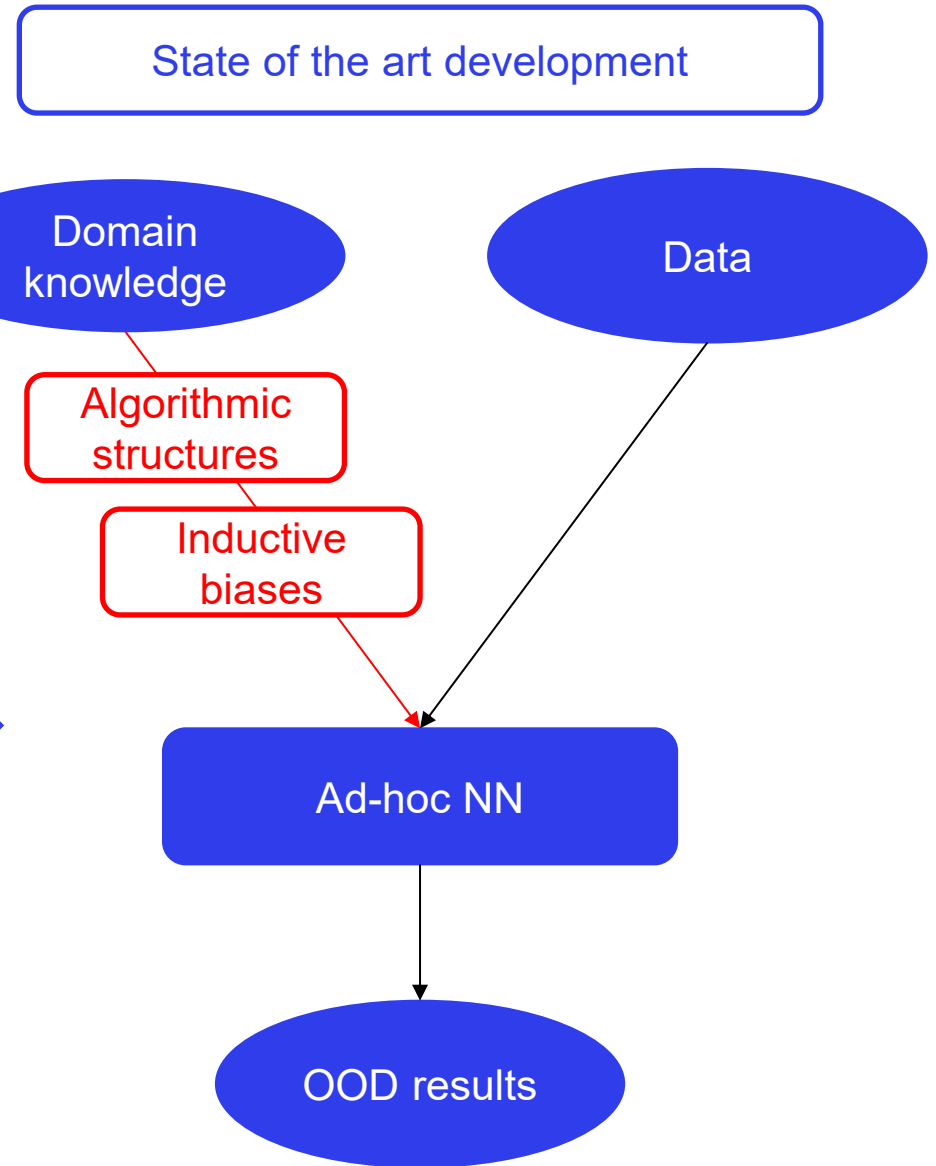 State of the art development
Domain
knowledge
Data
Algorithmic
structures
Inductive
biases
Ad-hoc NN
OOD results